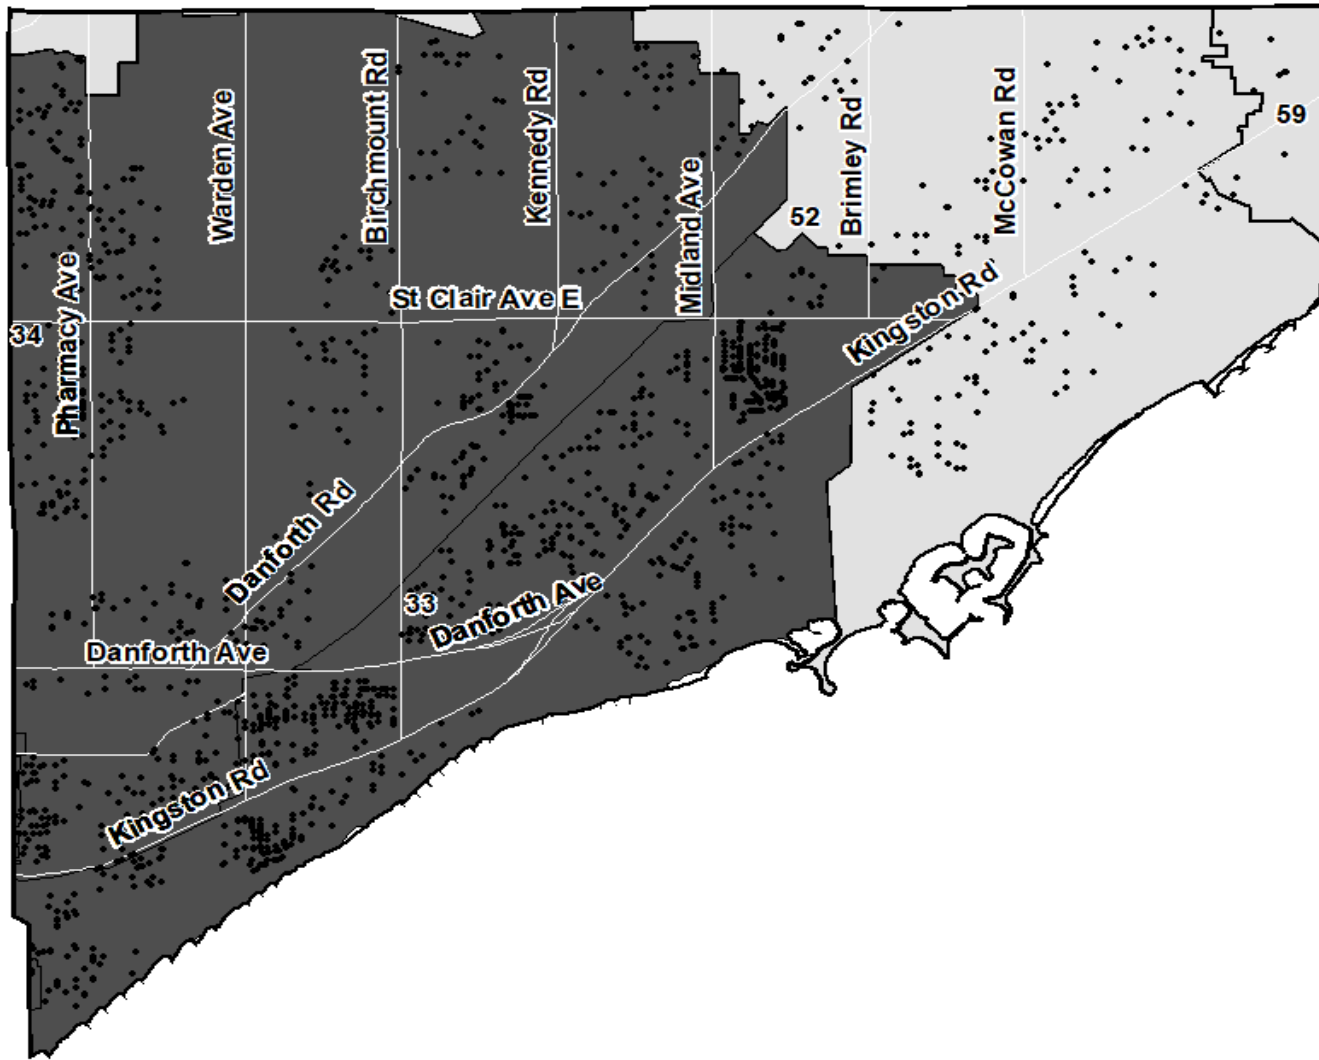 59
Warden Ave
Birchmount Rd
Kennedy Rd
Midland Ave
Brimley Rd
McCowan Rd
52
Pharmacy Ave
St Clair Ave E
Kingston Rd
34
Danforth Rd
33
Danforth Ave
Danforth Ave
Kingston Rd